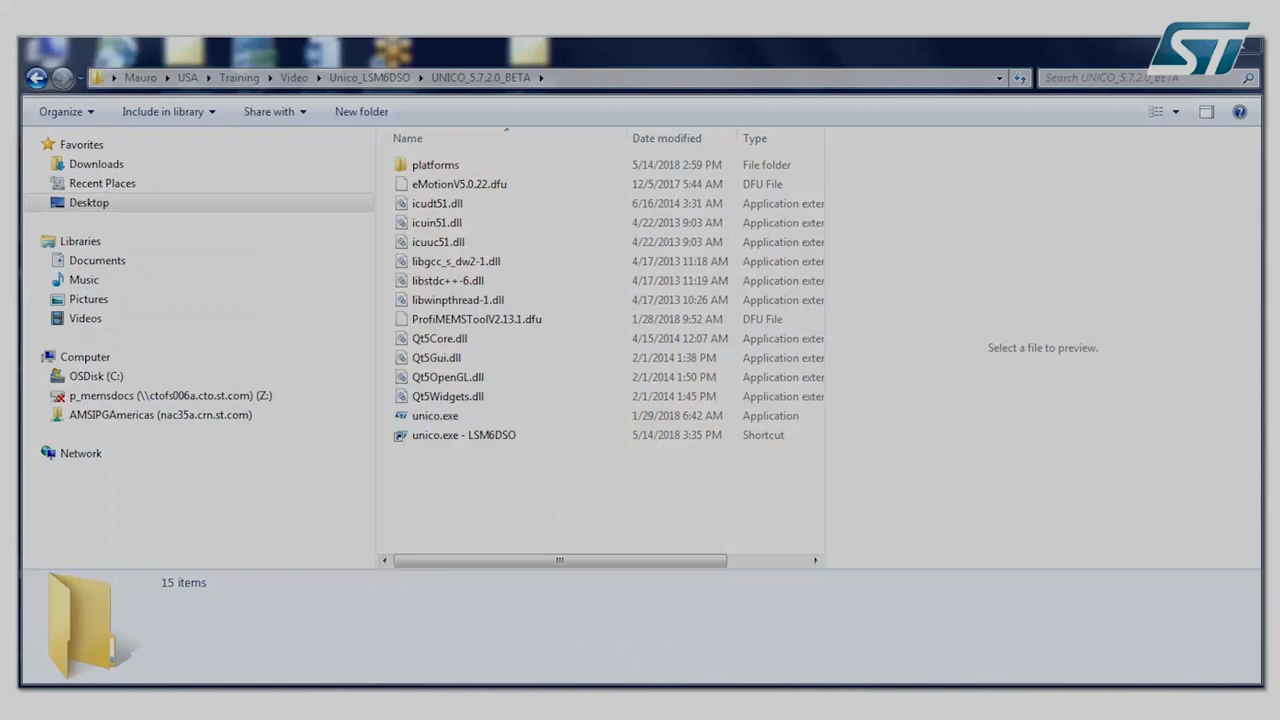 ST
Mauro USA Training Video Unico_LSM6DSO UNICO_5.7.2.0_BETA Search UNICO_5.7.2.0_BETA
Organize Include in library Share with New folder
Name Date modified Type
Favorites
Downloads
Recent Places
Desktop
Libraries
Documents
Music
Pictures
Videos
Computer
OSDisk (C:)
p_memsdocs (\\ctofs006a.cto.st.com) (Z:)
AMSIPGAmericas (nac35a.crn.st.com)
Network
platforms 5/14/2018 2:59 PM File folder
eMotionV5.0.22.dfu 12/5/2017 5:44 AM DFU File
icudt51.dll 6/16/2014 3:31 AM Application exter
icuin51.dll 4/22/2013 9:03 AM Application exter
icuuc51.dll 4/22/2013 9:03 AM Application exter
libgcc_s_dw2-1.dll 4/17/2013 11:18 AM Application exter
libstdc++-6.dll 4/17/2013 11:19 AM Application exter
libwinpthread-1.dll 4/17/2013 10:26 AM Application exter
ProfiMEMSToolV2.13.1.dfu 1/28/2018 9:52 AM DFU File
Qt5Core.dll 4/15/2014 12:07 AM Application exter
Qt5Gui.dll 2/1/2014 1:38 PM Application exter
Qt5OpenGL.dll 2/1/2014 1:50 PM Application exter
Qt5Widgets.dll 2/1/2014 1:45 PM Application exter
unico.exe 1/29/2018 6:42 AM Application
unico.exe - LSM6DSO 5/14/2018 3:35 PM Shortcut
Select a file to preview.
15 items